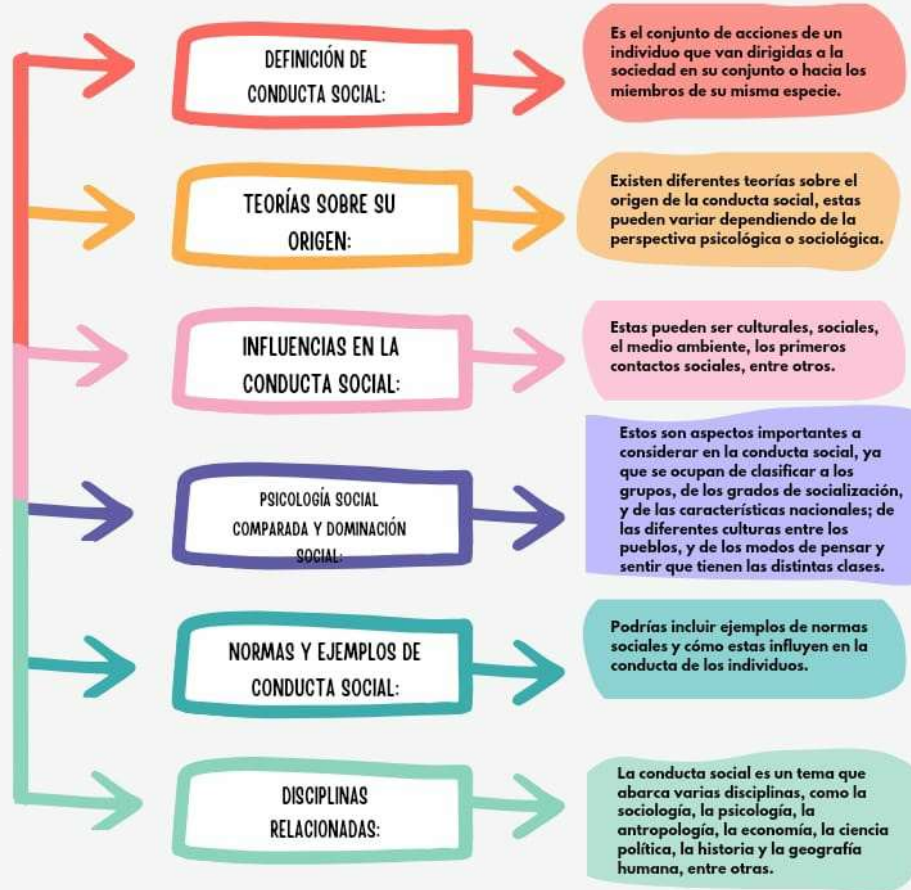 DEFINICIÓN DE
CONDUCTA SOCIAL:
Es el conjunto de acciones de un
individuo que van dirigidas a la
sociedad en su conjunto o hacia los
miembros de su misma especie.
TEORÍAS SOBRE SU
ORIGEN:
Existen diferentes teorías sobre el
origen de la conducta social, estas
pueden variar dependiendo de la
perspectiva psicológica o sociológica.
INFLUENCIAS EN LA
CONDUCTA SOCIAL:
Estas pueden ser culturales, sociales,
el medio ambiente, los primeros
contactos sociales, entre otros.
PSICOLOGÍA SOCIAL
COMPARADA Y DOMINACIÓN
SOCIAL:
Estos son aspectos importantes a
considerar en la conducta social, ya
que se ocupan de clasificar a los
grupos, de los grados de socialización,
y de las características nacionales; de
las diferentes culturas entre los
pueblos, y de los modos de pensar y
sentir que tienen las distintas clases.
NORMAS Y EJEMPLOS DE
CONDUCTA SOCIAL:
Podrías incluir ejemplos de normas
sociales y cómo estas influyen en la
conducta de los individuos.
DISCIPLINAS
RELACIONADAS:
La conducta social es un tema que
abarca varias disciplinas, como la
sociología, la psicología, la
antropología, la economía, la ciencia
política, la historia y la geografía
humana, entre otras.